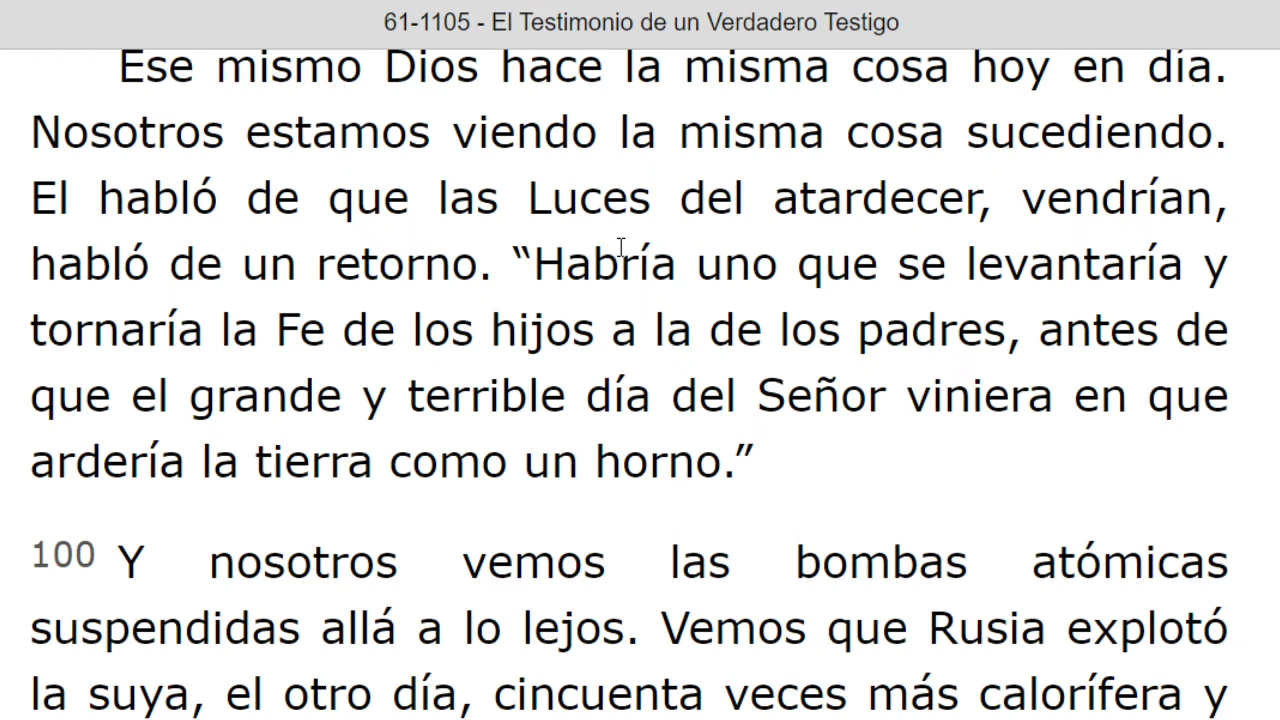 61-1105 - El Testimonio de un Verdadero Testigo
Ese mismo Dios hace la misma cosa hoy en día.
Nosotros estamos viendo la misma cosa sucediendo.
El habló de que las Luces del atardecer, vendrían,
habló de un retorno. “Habría uno que se levantaría y
tornaría la Fe de los hijos a la de los padres, antes de
que el grande y terrible día del Señor viniera en que
ardería la tierra como un horno.”
100 Y nosotros vemos las bombas atómicas
suspendidas allá a lo lejos. Vemos que Rusia explotó
la suya, el otro día, cincuenta veces más calorífera y